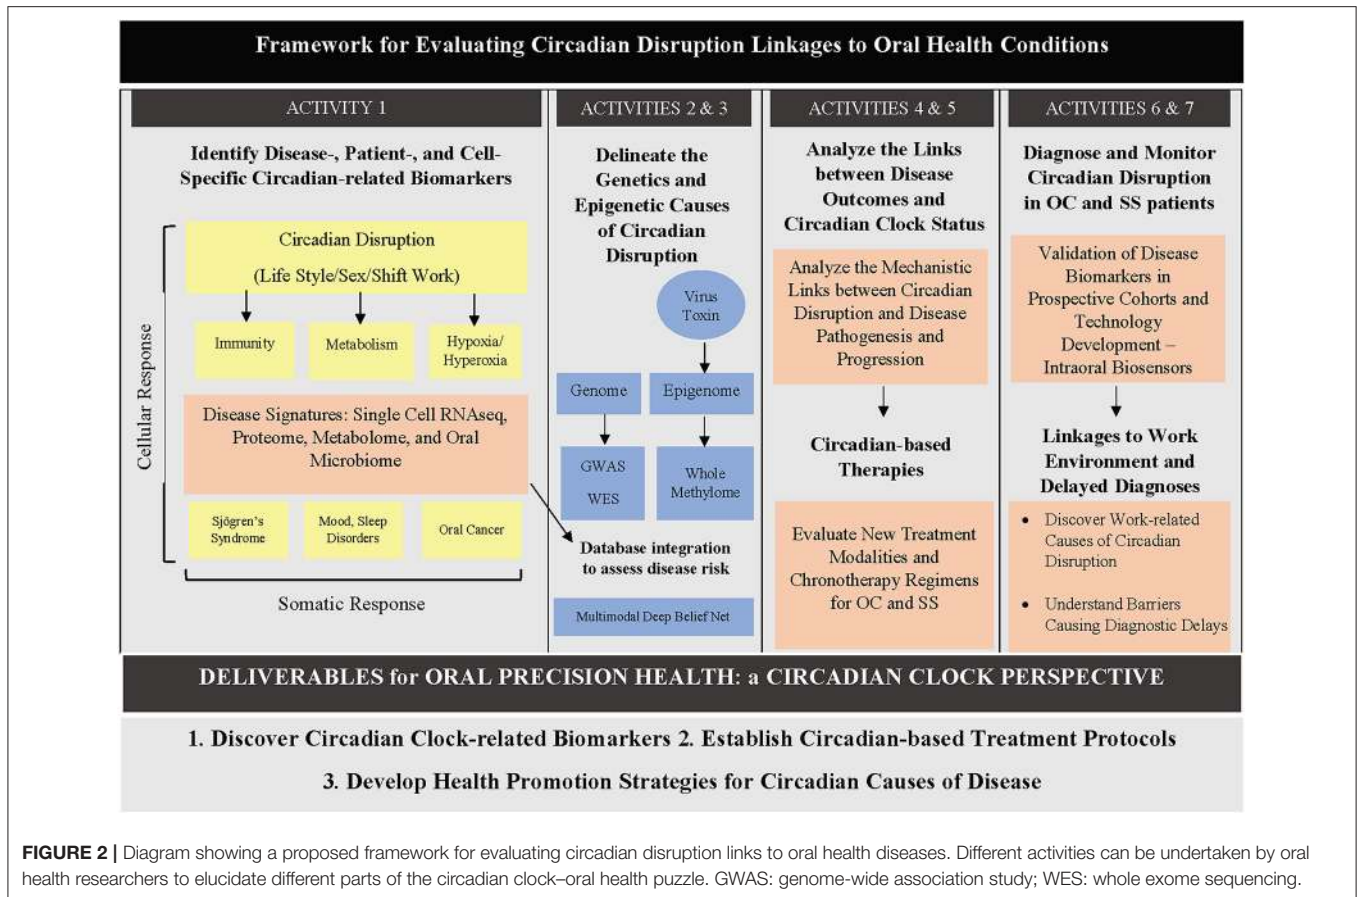 Framework for Evaluating Circadian Disruption Linkages to Oral Health Conditions
ACTIVITY 1
Identify Disease-, Patient-, and Cell-
Specific Circadian-related Biomarkers
Cellular Response
Circadian Disruption
(Life Style/Sex/Shift Work)
Immunity
Metabolism
Hypoxia/
Hyperoxia
Disease Signatures: Single Cell RNAseq,
Proteome, Metabolome, and Oral
Microbiome
Sjögren's
Syndrome
Mood, Sleep
Disorders
Oral Cancer
Somatic Response
ACTIVITIES 2 & 3
Delineate the
Genetics and
Epigenetic Causes
of Circadian
Disruption
Virus
Toxin
Genome
Epigenome
GWAS
WES
Whole
Methylome
Database integration
to assess disease risk
Multimodal Deep Belief Net
ACTIVITIES 4 & 5
Analyze the Links
between Disease
Outcomes and
Circadian Clock Status
Analyze the Mechanistic
Links between Circadian
Disruption and Disease
Pathogenesis and
Progression
Circadian-based
Therapies
Evaluate New Treatment
Modalities and
Chronotherapy Regimens
for OC and SS
ACTIVITIES 6 & 7
Diagnose and Monitor
Circadian Disruption
in OC and SS patients
Validation of Disease
Biomarkers in
Prospective Cohorts and
Technology
Development –
Intraoral Biosensors
Linkages to Work
Environment and
Delayed Diagnoses
• Discover Work-related
Causes of Circadian
Disruption
• Understand Barriers
Causing Diagnostic Delays
DELIVERABLES for ORAL PRECISION HEALTH: a CIRCADIAN CLOCK PERSPECTIVE
1. Discover Circadian Clock-related Biomarkers 2. Establish Circadian-based Treatment Protocols
3. Develop Health Promotion Strategies for Circadian Causes of Disease
FIGURE 2 | Diagram showing a proposed framework for evaluating circadian disruption links to oral health diseases. Different activities can be undertaken by oral
health researchers to elucidate different parts of the circadian clock–oral health puzzle. GWAS: genome-wide association study; WES: whole exome sequencing.